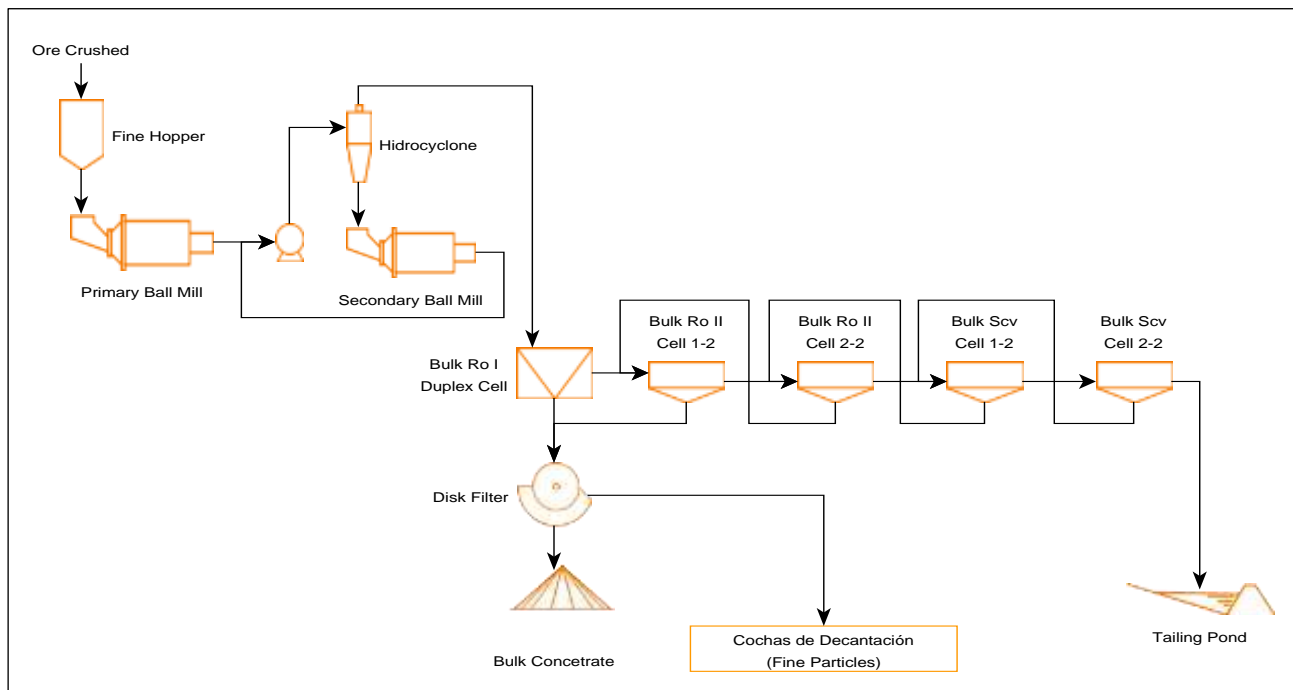 Ore Crushed
Fine Hopper
Hidrocyclone
Primary Ball Mill
Secondary Ball Mill
Bulk Ro I
Duplex Cell
Bulk Ro II
Cell 1-2
Bulk Ro II
Cell 2-2
Bulk Scv
Cell 1-2
Bulk Scv
Cell 2-2
Disk Filter
Bulk Concetrate
Cochas de Decantación
(Fine Particles)
Tailing Pond